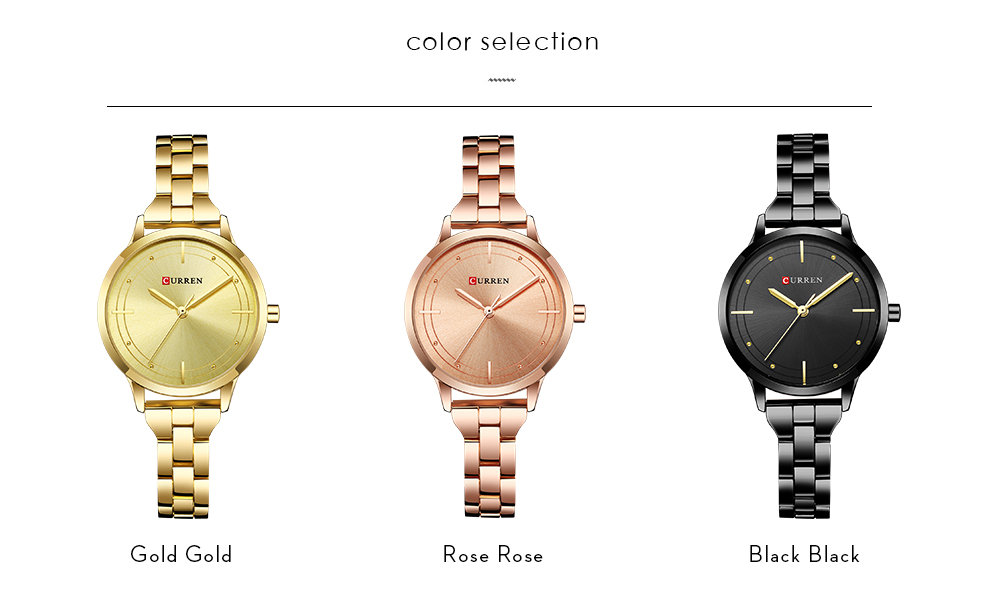 color selection
CURREN
CURREN
CURREN
Gold Gold
Rose Rose
Black Black